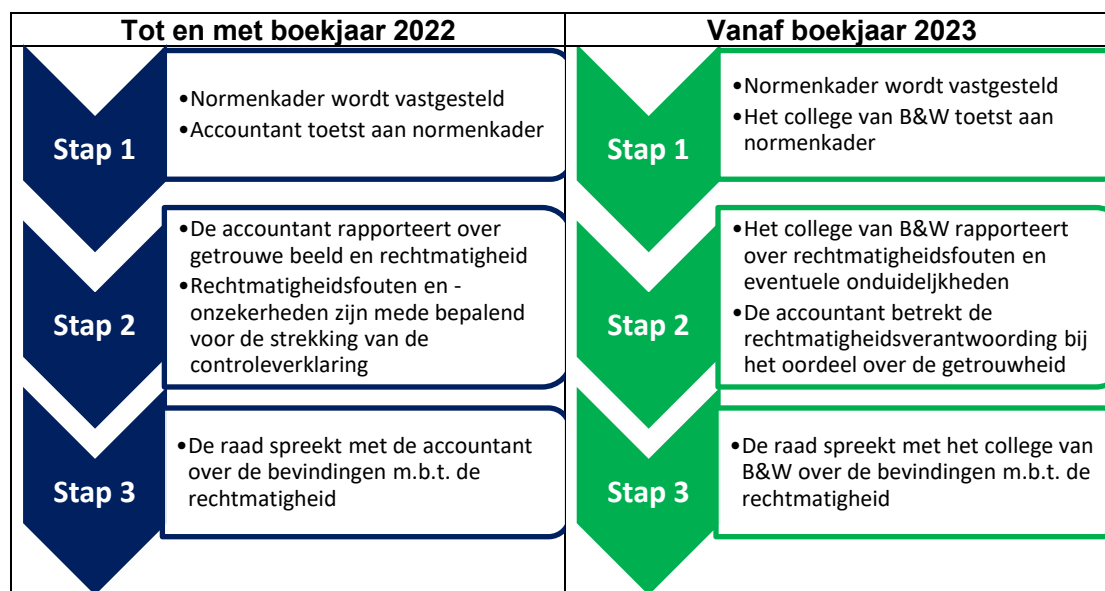 Tot en met boekjaar 2022
Stap 1
•Normenkader wordt vastgesteld
•Accountant toetst aan normenkader
Stap 2
•De accountant rapporteert over
getrouwe beeld en rechtmatigheid
•Rechtmatigheidsfouten en -
onzekerheden zijn mede bepalend
voor de strekking van de
controleverklaring
Stap 3
•De raad spreekt met de accountant
over de bevindingen m.b.t. de
rechtmatigheid
Vanaf boekjaar 2023
Stap 1
•Normenkader wordt vastgesteld
•Het college van B&W toetst aan
normenkader
Stap 2
•Het college van B&W rapporteert
over rechtmatigheidsfouten en
eventuele onduideljkheden
•De accountant betrekt de
rechtmatigheidsverantwoording bij
het oordeel over de getrouwheid
Stap 3
•De raad spreekt met het college van
B&W over de bevindingen m.b.t. de
rechtmatigheid